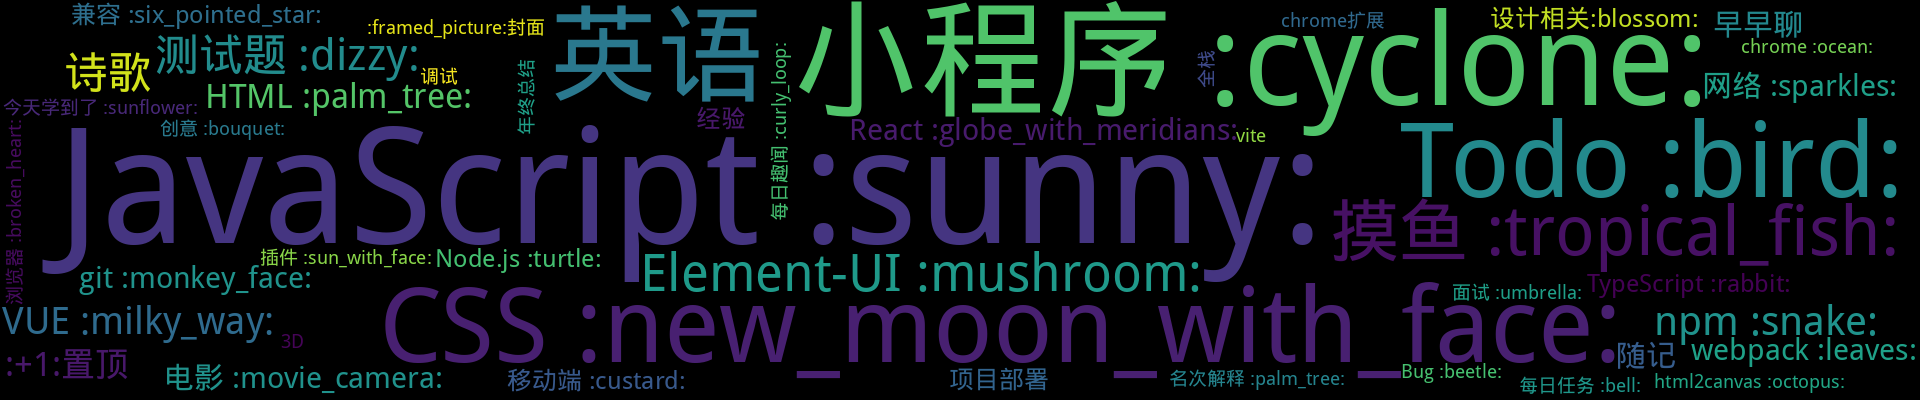 兼容 :six_pointed_star:
:framed_picture:封面
英语
小程序 :cyclone:
chrome扩展
设计相关:blossom:
早早聊
chrome :ocean:
诗歌
测试题 :dizzy:
调试
年终总结
每日趣闻 :curly_loop:
全栈
网络 :sparkles:
今天学到了 :sunflower:
HTML :palm_tree:
经验
创意 :bouquet:
React :globe_with_meridians:
vite
Todo :bird:
浏览器 :broken_heart:
JavaScript :sunny:
摸鱼 :tropical_fish:
插件 :sun_with_face:
Node.js :turtle:
git :monkey_face:
Element-UI :mushroom:
TypeScript :rabbit:
面试 :umbrella:
VUE :milky_way:
3D
CSS :new_moon_with_face:
npm :snake:
:+1:置顶
随记
webpack :leaves:
电影 :movie_camera:
移动端 :custard:
项目部署
名次解释 :palm_tree:
Bug :beetle:
每日任务 :bell:
html2canvas :octopus: